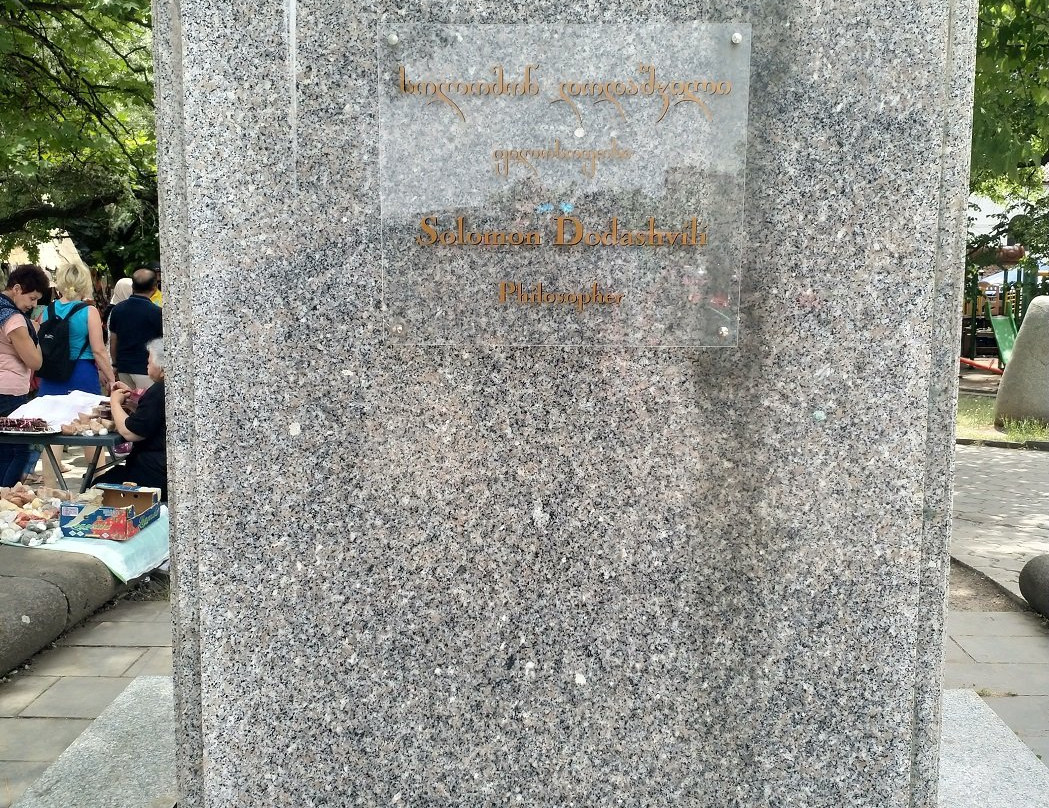 სოლომონ დოდაშვილი
ფილოსოფოსი
Solomon Dodashvili
Philosopher